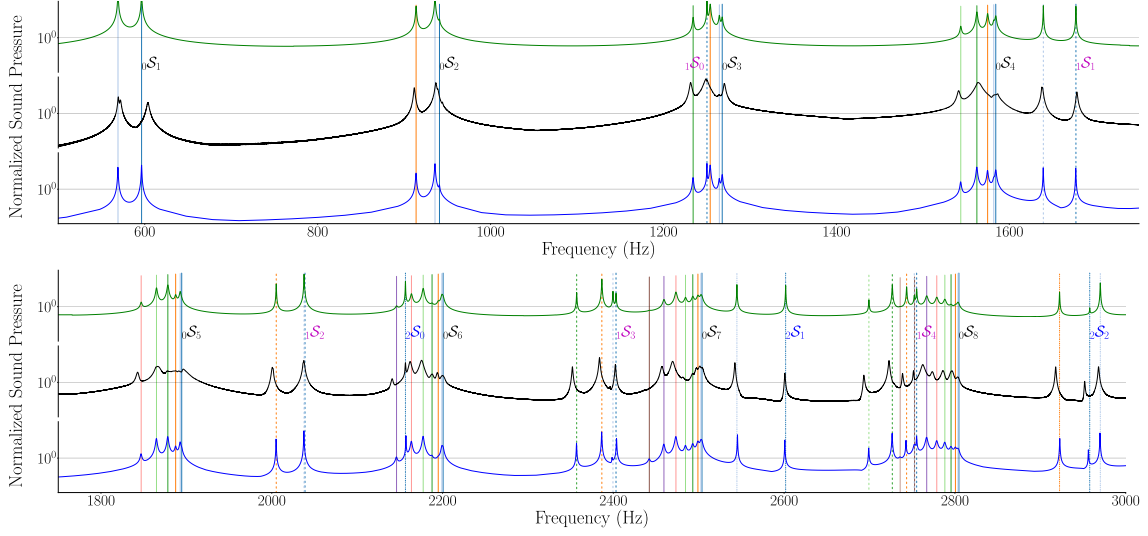 Normalized Sound Pressure
10⁰
10⁰
10⁰
₀𝒮₁
₀𝒮₂
₁𝒮₀
₀𝒮₃
₀𝒮₄
₁𝒮₁
600
800
1000
1200
1400
1600
Frequency (Hz)
Normalized Sound Pressure
10⁰
10⁰
10⁰
₀𝒮₅
₁𝒮₂
₂𝒮₀
₀𝒮₆
₁𝒮₃
₀𝒮₇
₂𝒮₁
₁𝒮₄
₀𝒮₈
₂𝒮₂
1800
2000
2200
2400
2600
2800
3000
Frequency (Hz)